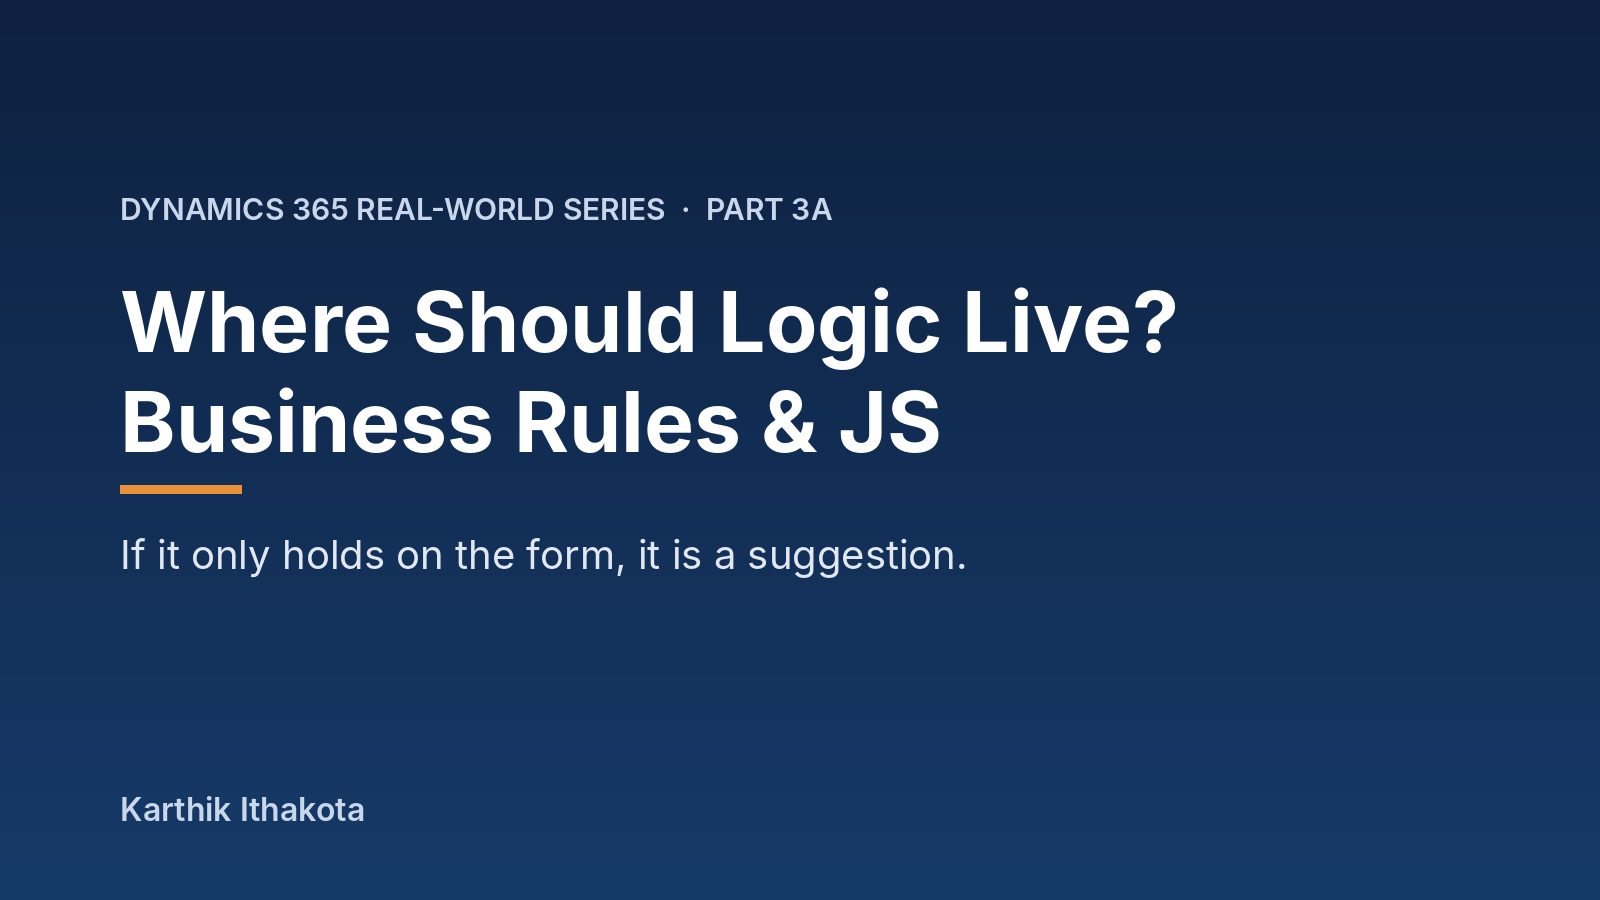 DYNAMICS 365 REAL-WORLD SERIES · PART 3A
Where Should Logic Live?
Business Rules & JS
If it only holds on the form, it is a suggestion.
Karthik Ithakota